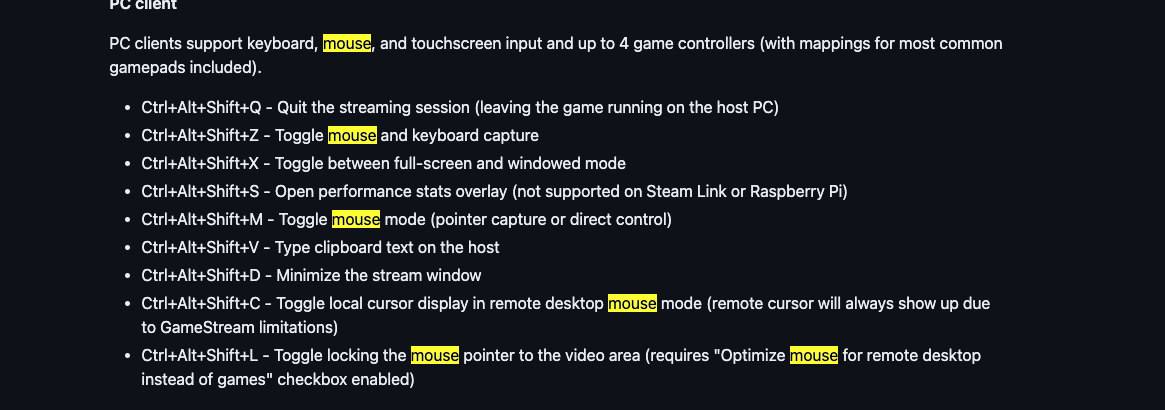 PC client
PC clients support keyboard, mouse, and touchscreen input and up to 4 game controllers (with mappings for most common
gamepads included).
• Ctrl+Alt+Shift+Q - Quit the streaming session (leaving the game running on the host PC)
• Ctrl+Alt+Shift+Z - Toggle mouse and keyboard capture
• Ctrl+Alt+Shift+X - Toggle between full-screen and windowed mode
• Ctrl+Alt+Shift+S - Open performance stats overlay (not supported on Steam Link or Raspberry Pi)
• Ctrl+Alt+Shift+M - Toggle mouse mode (pointer capture or direct control)
• Ctrl+Alt+Shift+V - Type clipboard text on the host
• Ctrl+Alt+Shift+D - Minimize the stream window
• Ctrl+Alt+Shift+C - Toggle local cursor display in remote desktop mouse mode (remote cursor will always show up due
to GameStream limitations)
• Ctrl+Alt+Shift+L - Toggle locking the mouse pointer to the video area (requires "Optimize mouse for remote desktop
instead of games" checkbox enabled)